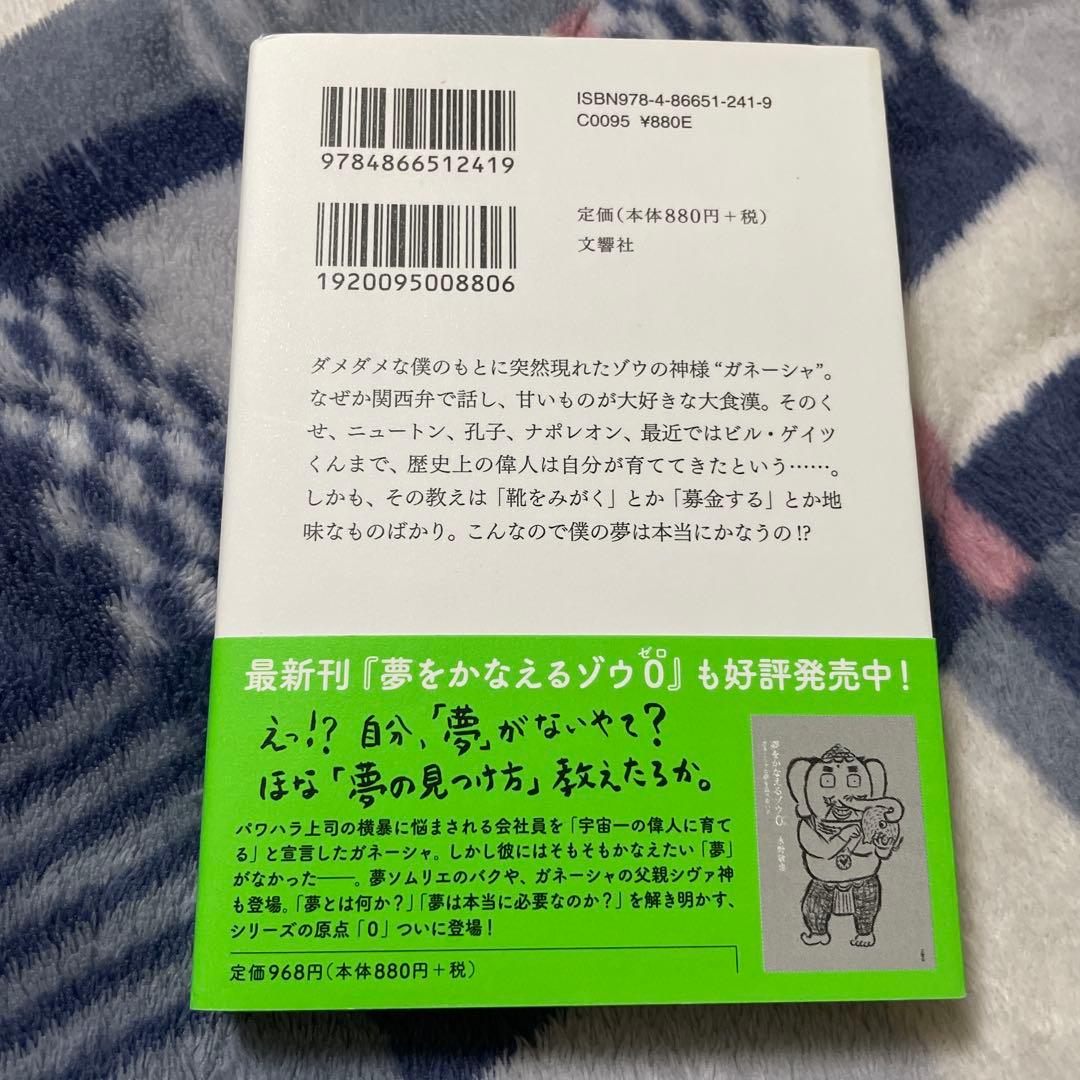 ISBN978-4-86651-241-9
C0095 ¥880E
9784866512419
定価(本体880円+税)
文響社
1920095008806
ダメダメな僕のもとに突然現れたゾウの神様“ガネーシャ”。
なぜか関西弁で話し、甘いものが大好きな大食漢。そのく
せ、ニュートン、孔子、ナポレオン、最近ではビル・ゲイツ
くんまで、歴史上の偉人は自分が育ててきたという……。
しかも、その教えは「靴をみがく」とか「募金する」とか地
味なものばかり。こんなので僕の夢は本当にかなうの!?
ゼロ
最新刊『夢をかなえるゾウ0』も好評発売中!
えっ!? 自分、「夢」がないやて?
ほな「夢の見つけ方」教えたろか。
パワハラ上司の横暴に悩まされる会社員を「宇宙一の偉人に育て
る」と宣言したガネーシャ。しかし彼にはそもそもかなえたい「夢」
がなかった――。夢ソムリエのバクや、ガネーシャの父親シヴァ神
も登場。「夢とは何か?」「夢は本当に必要なのか?」を解き明かす、
シリーズの原点「0」ついに登場!
定価968円(本体880円+税)
夢をかなえるゾウ0
水野敬也